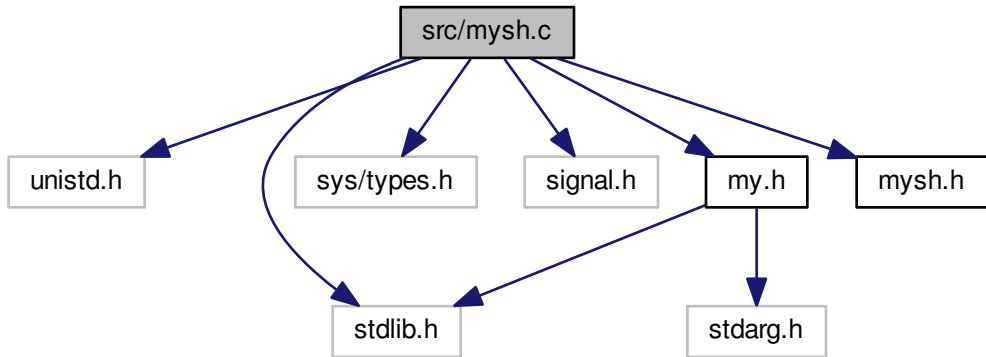 src/mysh.c
unistd.h
sys/types.h
signal.h
my.h
mysh.h
stdlib.h
stdarg.h